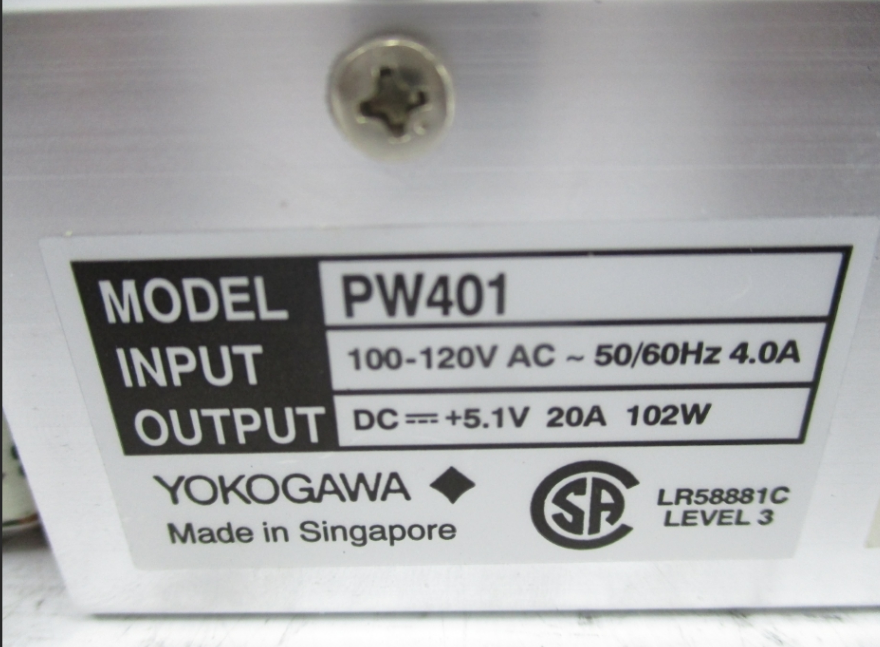 MODEL PW401
INPUT 100-120V AC ~ 50/60Hz 4.0A
OUTPUT DC⎓+5.1V 20A 102W
YOKOGAWA ◆
Made in Singapore
SA
LR58881C
LEVEL 3